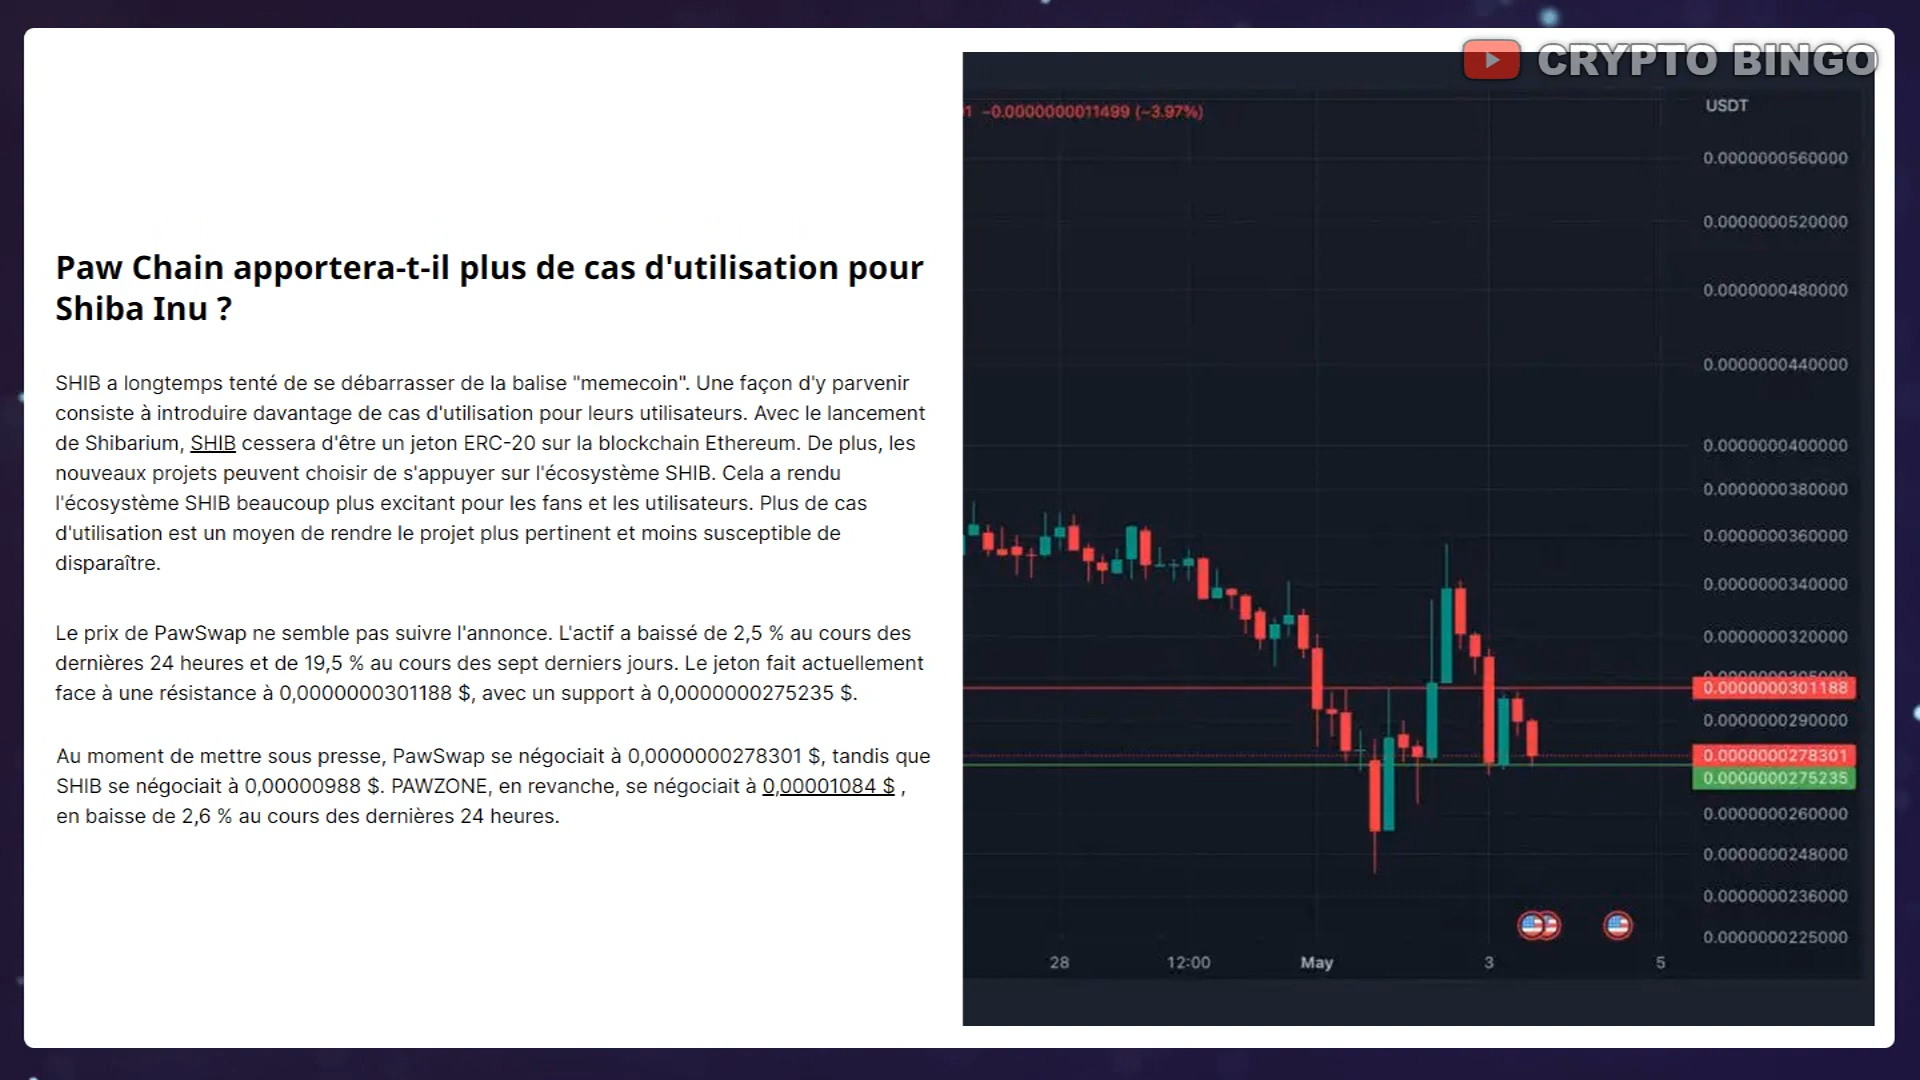 CRYPTO BINGO
Paw Chain apportera-t-il plus de cas d'utilisation pour
Shiba Inu ?
SHIB a longtemps tenté de se débarrasser de la balise "memecoin". Une façon d'y parvenir
consiste à introduire davantage de cas d'utilisation pour leurs utilisateurs. Avec le lancement
de Shibarium, SHIB cessera d'être un jeton ERC-20 sur la blockchain Ethereum. De plus, les
nouveaux projets peuvent choisir de s'appuyer sur l'écosystème SHIB. Cela a rendu
l'écosystème SHIB beaucoup plus excitant pour les fans et les utilisateurs. Plus de cas
d'utilisation est un moyen de rendre le projet plus pertinent et moins susceptible de
disparaître.
Le prix de PawSwap ne semble pas suivre l'annonce. L'actif a baissé de 2,5 % au cours des
dernières 24 heures et de 19,5 % au cours des sept derniers jours. Le jeton fait actuellement
face à une résistance à 0,0000000301188 $, avec un support à 0,0000000275235 $.
Au moment de mettre sous presse, PawSwap se négociait à 0,0000000278301 $, tandis que
SHIB se négociait à 0,00000988 $. PAWZONE, en revanche, se négociait à 0,00001084 $ ,
en baisse de 2,6 % au cours des dernières 24 heures.
1 −0.0000000011499 (−3.97%)
USDT
0.0000000560000
0.0000000520000
0.0000000480000
0.0000000440000
0.0000000400000
0.0000000380000
0.0000000360000
0.0000000340000
0.0000000320000
0.0000000301188
0.0000000290000
0.0000000278301
0.0000000275235
0.0000000260000
0.0000000248000
0.0000000236000
0.0000000225000
28 12:00 May 3 5